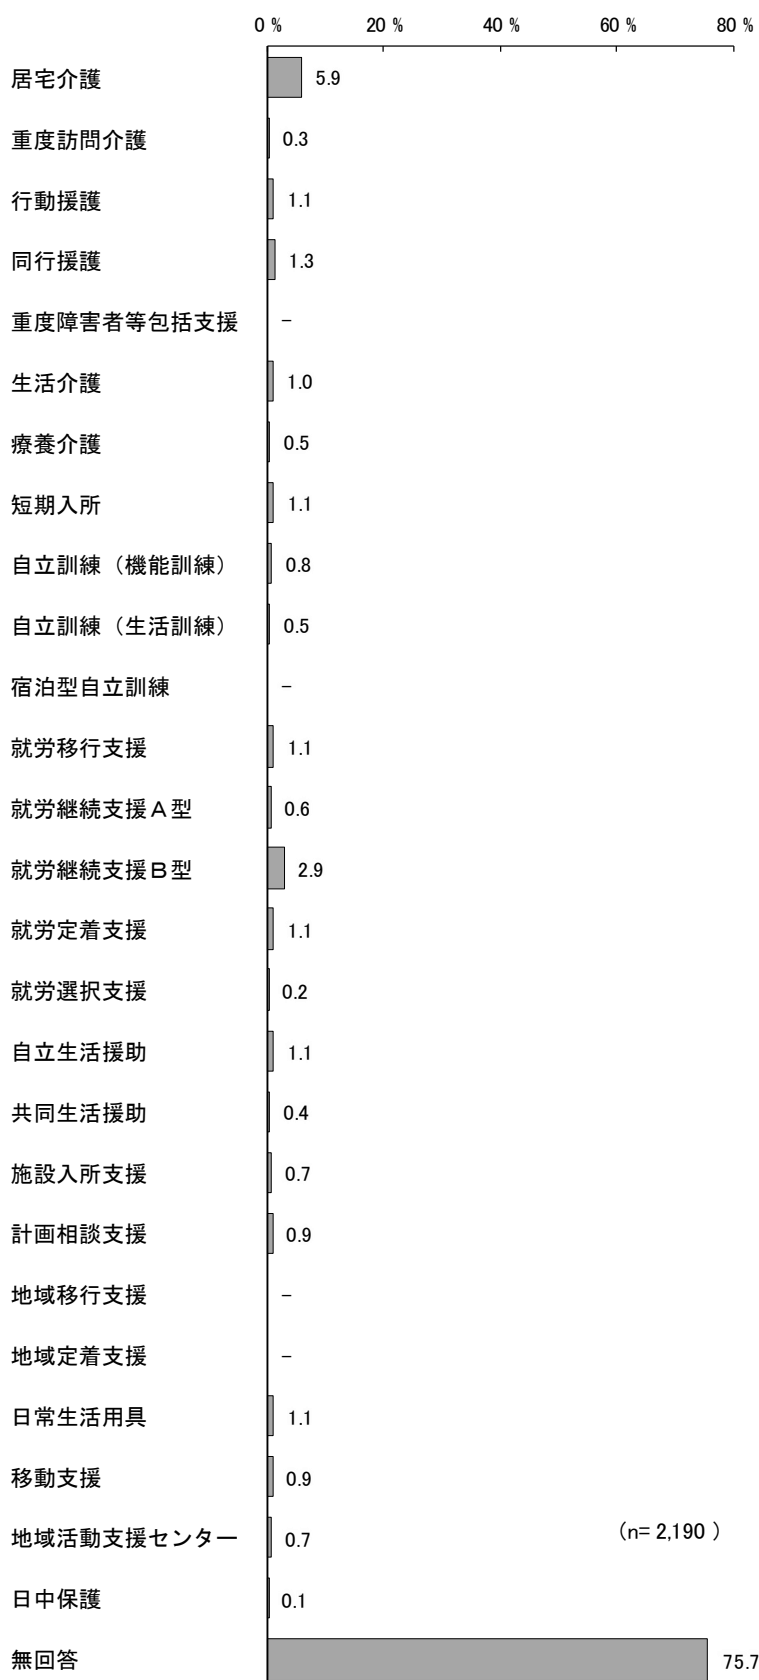 0 % 20 % 40 % 60 % 80 %
居宅介護 5.9
重度訪問介護 0.3
行動援護 1.1
同行援護 1.3
重度障害者等包括支援 -
生活介護 1.0
療養介護 0.5
短期入所 1.1
自立訓練（機能訓練） 0.8
自立訓練（生活訓練） 0.5
宿泊型自立訓練 -
就労移行支援 1.1
就労継続支援Ａ型 0.6
就労継続支援Ｂ型 2.9
就労定着支援 1.1
就労選択支援 0.2
自立生活援助 1.1
共同生活援助 0.4
施設入所支援 0.7
計画相談支援 0.9
地域移行支援 -
地域定着支援 -
日常生活用具 1.1
移動支援 0.9
地域活動支援センター 0.7 （n= 2,190 ）
日中保護 0.1
無回答 75.7